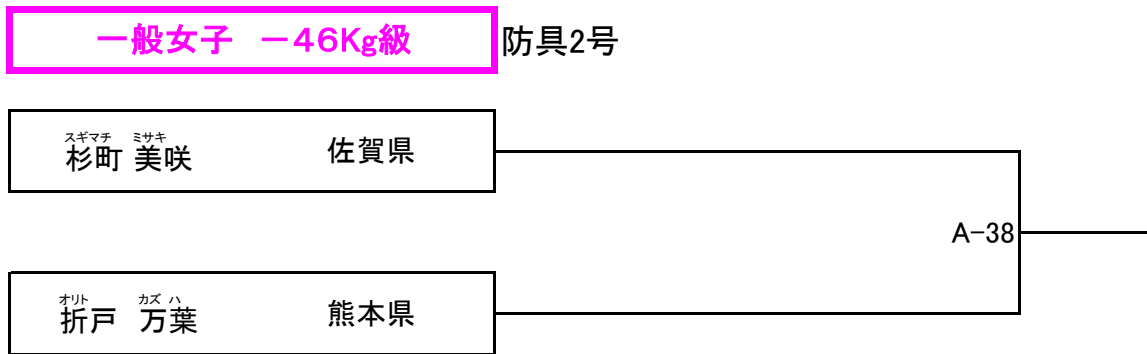 一般女子 －46Kg級 防具2号
スギマチ ミサキ
杉町 美咲 佐賀県
A-38
オリト カズ ハ
折戸 万葉 熊本県